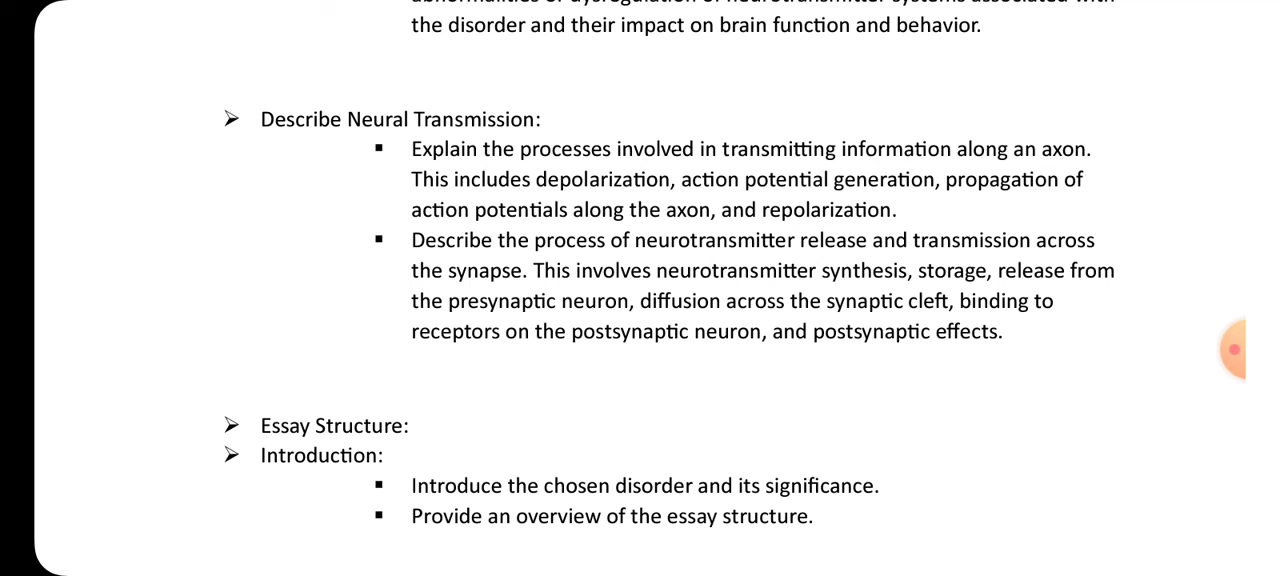 the disorder and their impact on brain function and behavior.
➢ Describe Neural Transmission:
▪ Explain the processes involved in transmitting information along an axon.
This includes depolarization, action potential generation, propagation of
action potentials along the axon, and repolarization.
▪ Describe the process of neurotransmitter release and transmission across
the synapse. This involves neurotransmitter synthesis, storage, release from
the presynaptic neuron, diffusion across the synaptic cleft, binding to
receptors on the postsynaptic neuron, and postsynaptic effects.
➢ Essay Structure:
➢ Introduction:
▪ Introduce the chosen disorder and its significance.
▪ Provide an overview of the essay structure.